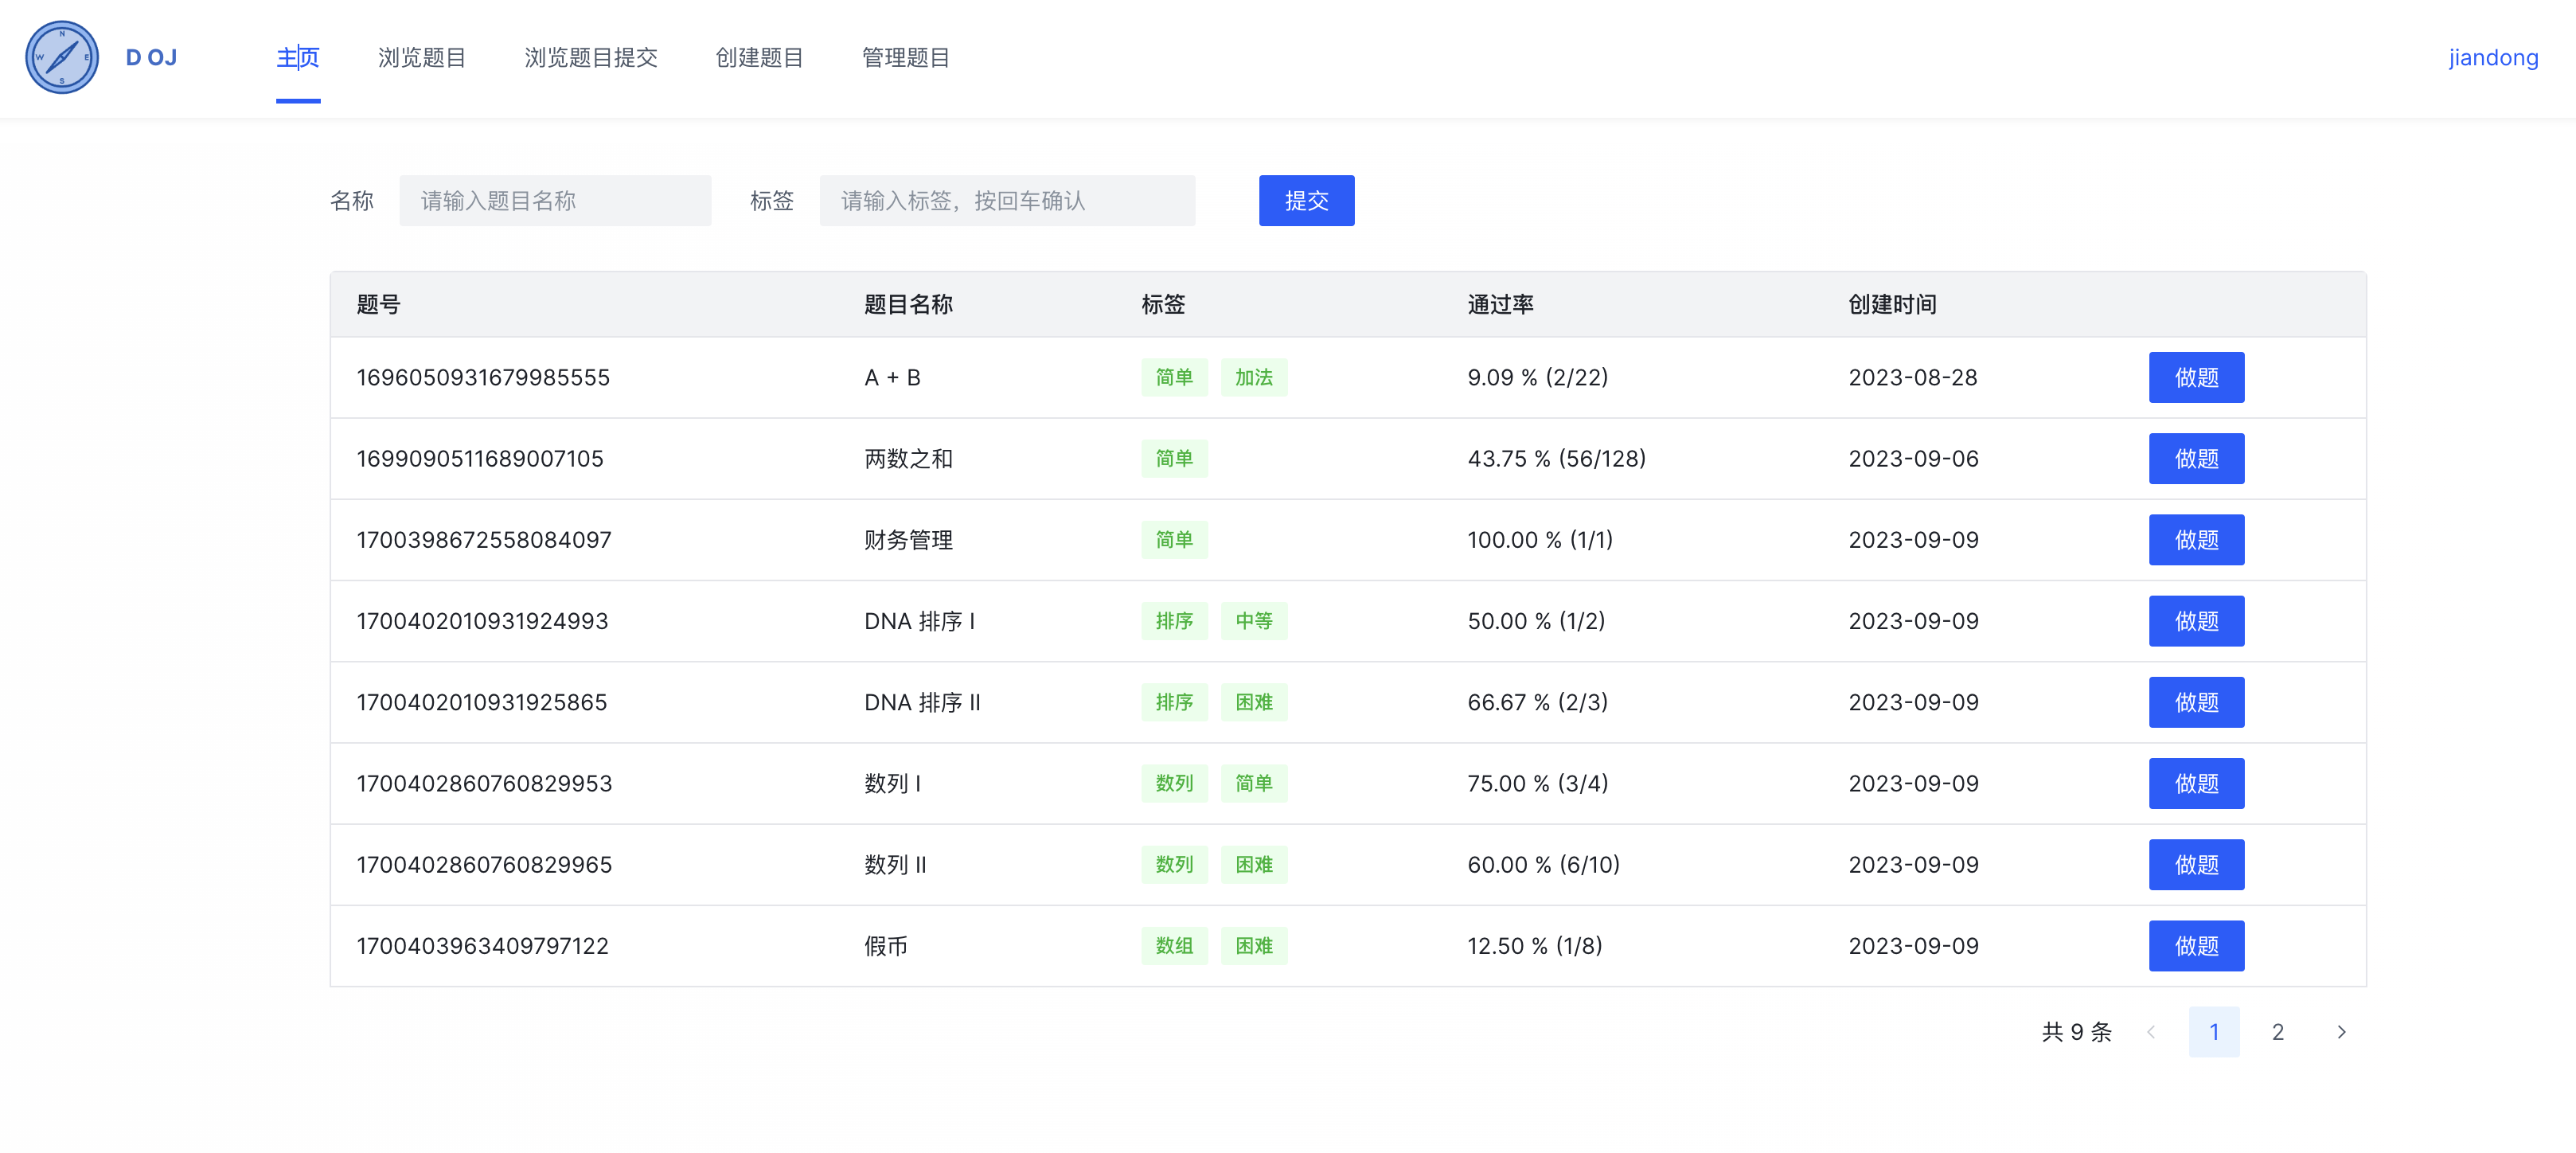 N
W E
S
D OJ 主页 浏览题目 浏览题目提交 创建题目 管理题目 jiandong
名称 请输入题目名称 标签 请输入标签，按回车确认 提交
题号 题目名称 标签 通过率 创建时间
1696050931679985555 A + B 简单 加法 9.09 % (2/22) 2023-08-28 做题
1699090511689007105 两数之和 简单 43.75 % (56/128) 2023-09-06 做题
1700398672558084097 财务管理 简单 100.00 % (1/1) 2023-09-09 做题
1700402010931924993 DNA 排序 I 排序 中等 50.00 % (1/2) 2023-09-09 做题
1700402010931925865 DNA 排序 II 排序 困难 66.67 % (2/3) 2023-09-09 做题
1700402860760829953 数列 I 数列 简单 75.00 % (3/4) 2023-09-09 做题
1700402860760829965 数列 II 数列 困难 60.00 % (6/10) 2023-09-09 做题
1700403963409797122 假币 数组 困难 12.50 % (1/8) 2023-09-09 做题
共 9 条 1 2